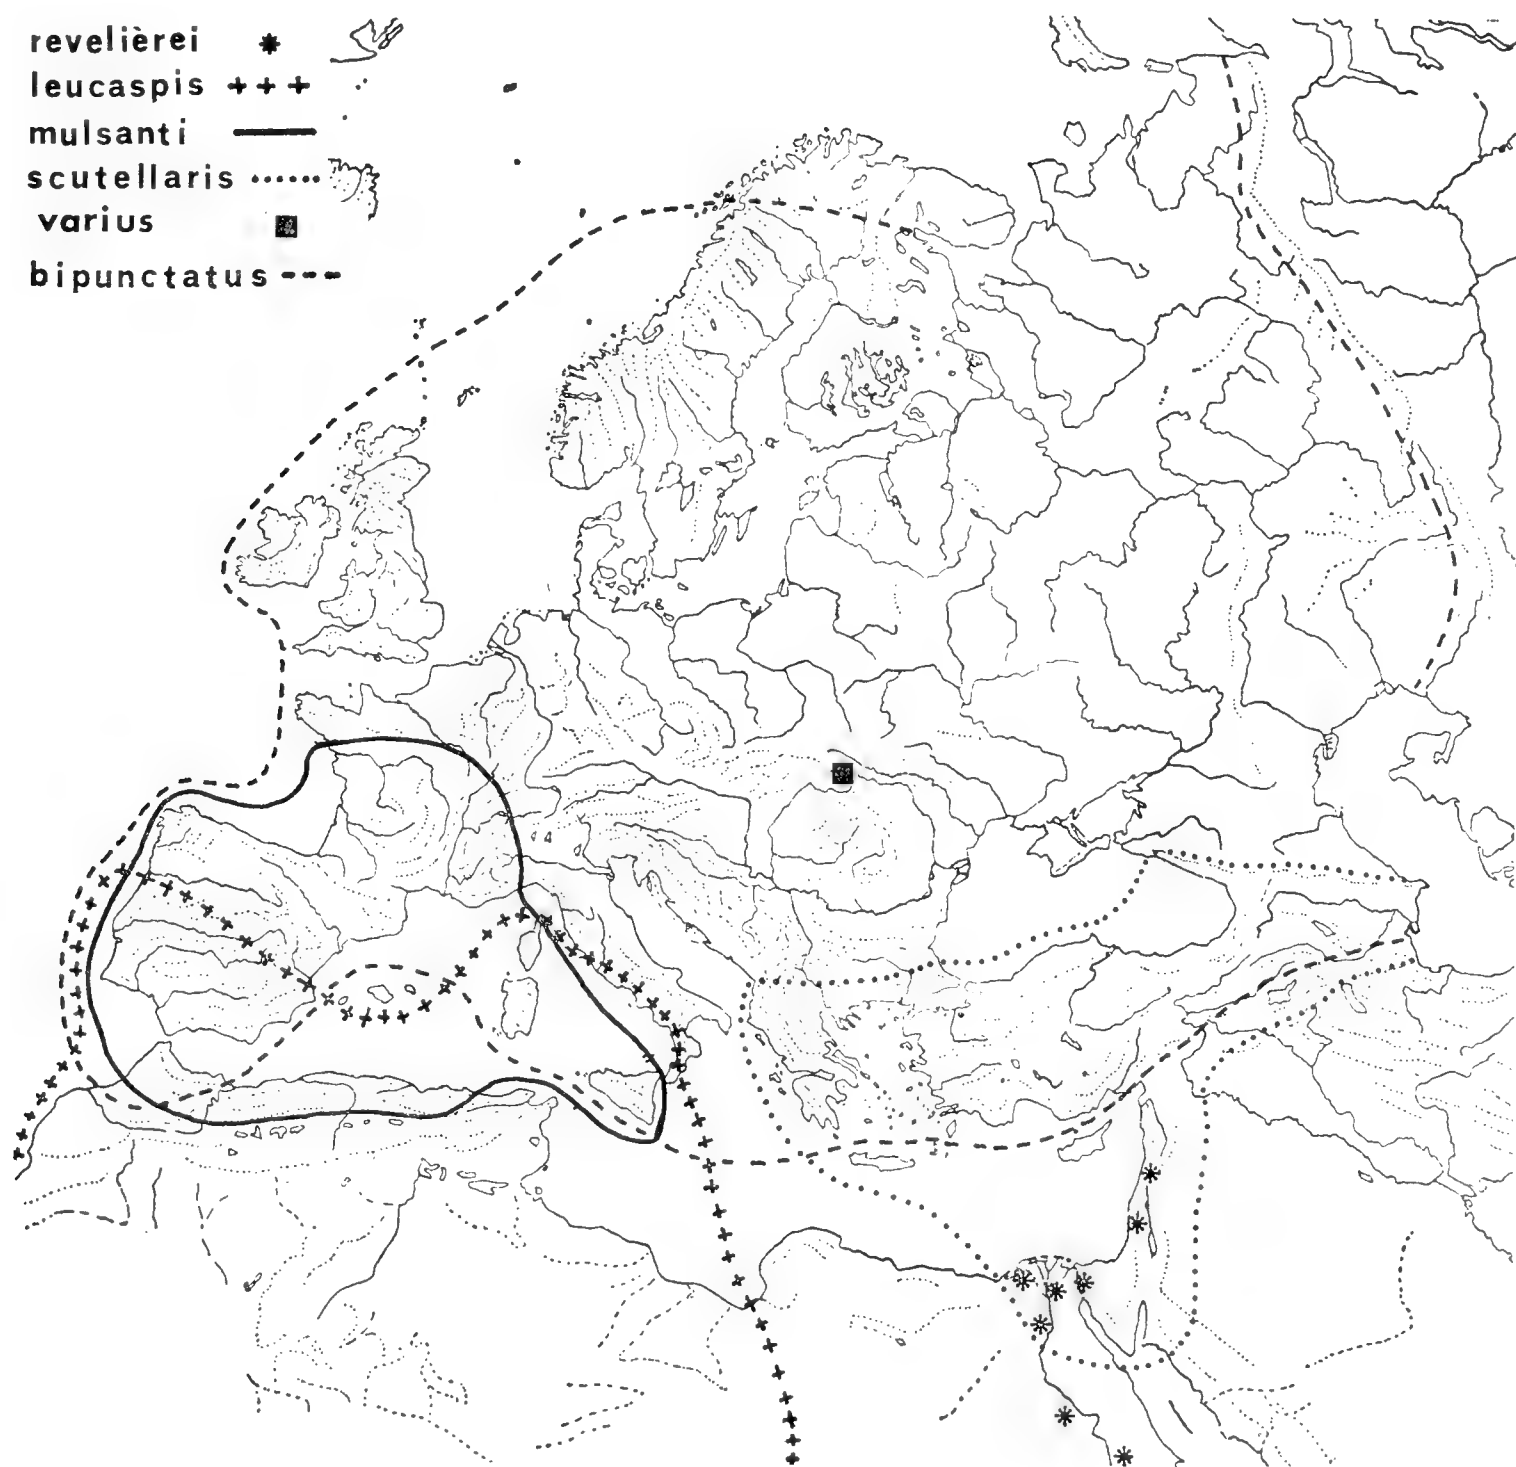 revelièrei
leucaspis
mulsanti
scutellaris
varius
bipunctatus